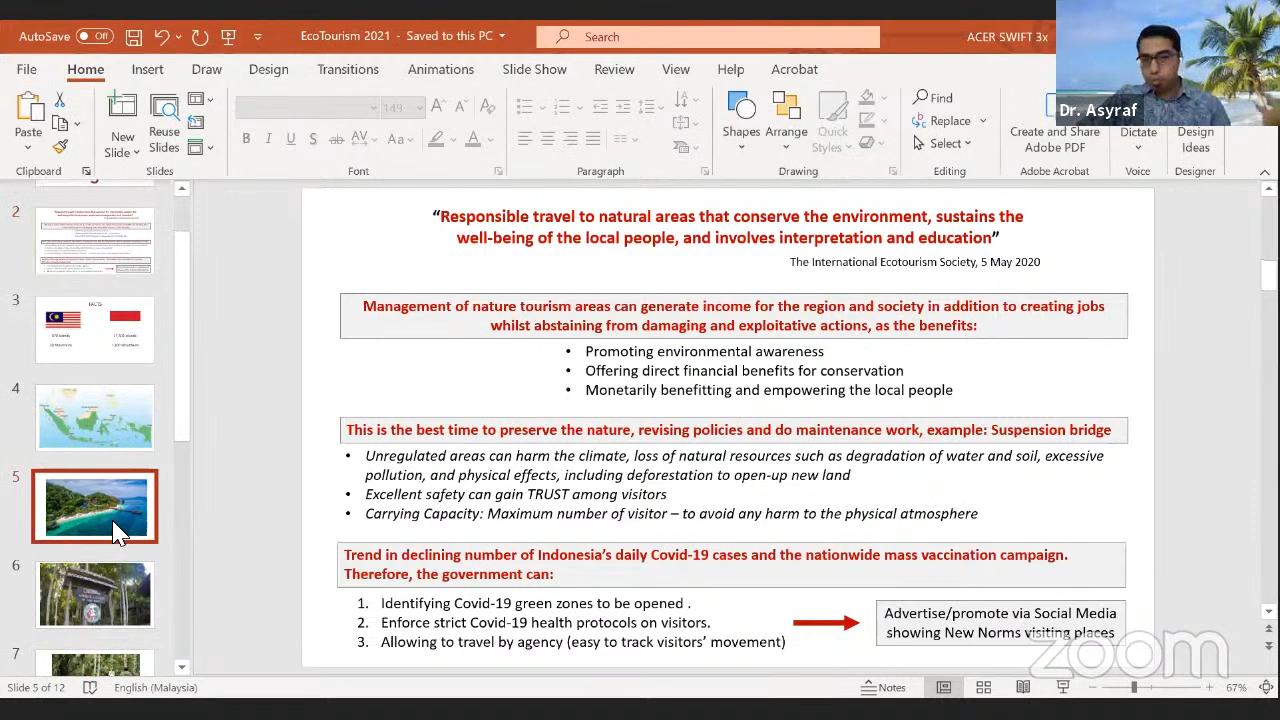 AutoSave Off EcoTourism 2021 - Saved to this PC Search ACER SWIFT 3x
File Home Insert Draw Design Transitions Animations Slide Show Review View Help Acrobat
Dr. Asyraf
Paste New Slide Reuse Slides 149 Shapes Arrange Quick Styles Find Replace Select Create and Share Adobe PDF Dictate Design Ideas
Clipboard Slides Font Paragraph Drawing Editing Adobe Acrobat Voice Designer
2
3
FACTS
4
5
6
7
“Responsible travel to natural areas that conserve the environment, sustains the
well-being of the local people, and involves interpretation and education”
The International Ecotourism Society, 5 May 2020
Management of nature tourism areas can generate income for the region and society in addition to creating jobs
whilst abstaining from damaging and exploitative actions, as the benefits:
• Promoting environmental awareness
• Offering direct financial benefits for conservation
• Monetarily benefitting and empowering the local people
This is the best time to preserve the nature, revising policies and do maintenance work, example: Suspension bridge
• Unregulated areas can harm the climate, loss of natural resources such as degradation of water and soil, excessive
pollution, and physical effects, including deforestation to open-up new land
• Excellent safety can gain TRUST among visitors
• Carrying Capacity: Maximum number of visitor – to avoid any harm to the physical atmosphere
Trend in declining number of Indonesia’s daily Covid-19 cases and the nationwide mass vaccination campaign.
Therefore, the government can:
1. Identifying Covid-19 green zones to be opened .
2. Enforce strict Covid-19 health protocols on visitors.
3. Allowing to travel by agency (easy to track visitors’ movement)
Advertise/promote via Social Media
showing New Norms visiting places
zoom
Slide 5 of 12 English (Malaysia) Notes 67%